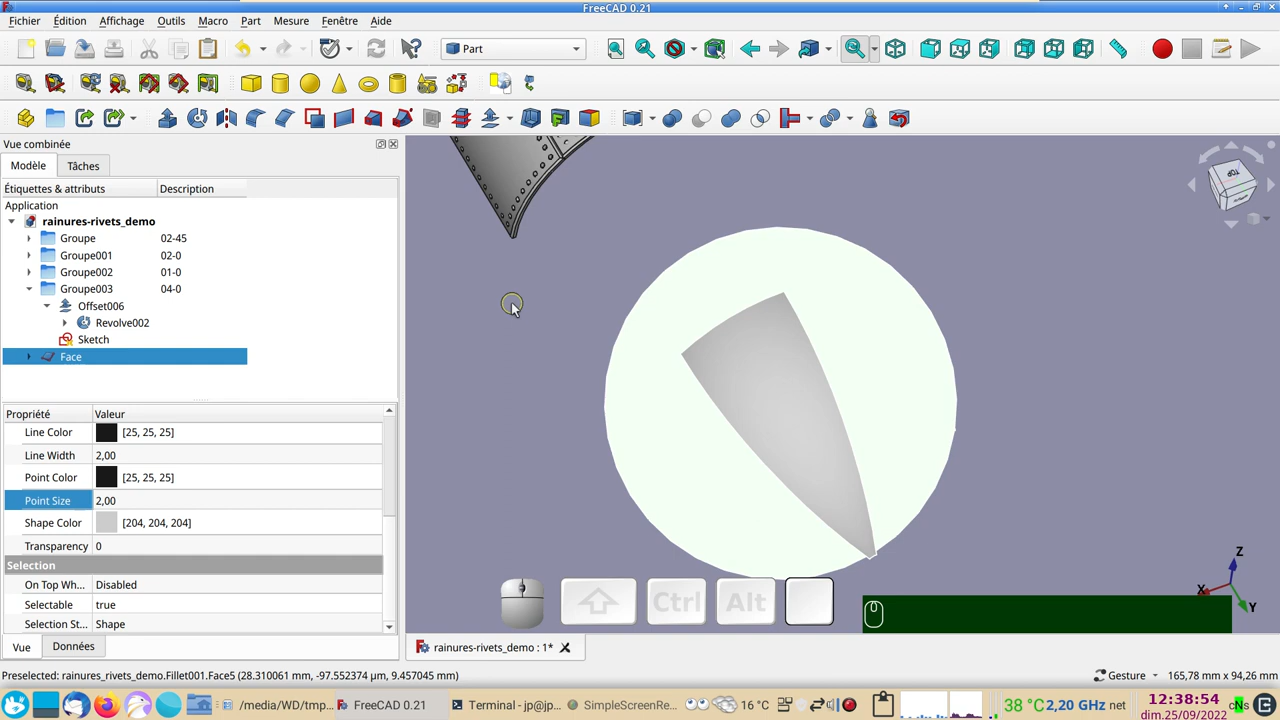 FreeCAD 0.21
Fichier Édition Affichage Outils Macro Part Mesure Fenêtre Aide
Part
Vue combinée
Modèle Tâches
Étiquettes & attributs Description
Application
rainures-rivets_demo
Groupe 02-45
Groupe001 02-0
Groupe002 01-0
Groupe003 04-0
Offset006
Revolve002
Sketch
Face
Propriété Valeur
Line Color [25, 25, 25]
Line Width 2,00
Point Color [25, 25, 25]
Point Size 2,00
Shape Color [204, 204, 204]
Transparency 0
Selection
On Top Wh... Disabled
Selectable true
Selection St... Shape
Vue Données
TOP
Z
X
Y
Ctrl Alt
rainures-rivets_demo : 1*
Preselected: rainures_rivets_demo.Fillet001.Face5 (28.310061 mm, -97.552374 µm, 9.457045 mm)
Gesture 165,78 mm x 94,26 mm
/media/WD/tmp... FreeCAD 0.21 Terminal - jp@jp... SimpleScreenRe... 16 °C 38 °C 2,20 GHz net 12:38:54
dim.25/09/2022